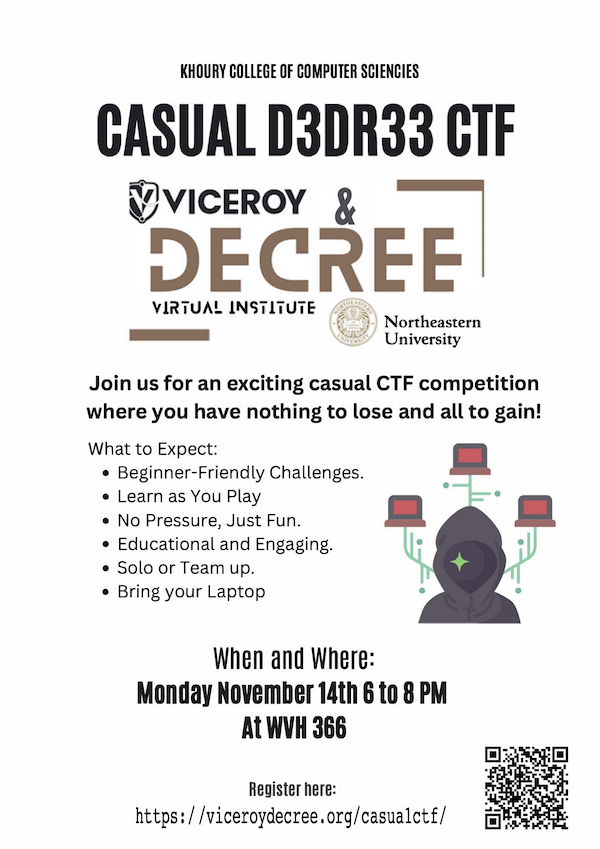 KHOURY COLLEGE OF COMPUTER SCIENCIES
CASUAL D3DR33 CTF
VICEROY &
DECREE
VIRTUAL INSTITUTE
Northeastern
University
Join us for an exciting casual CTF competition
where you have nothing to lose and all to gain!
What to Expect:
• Beginner-Friendly Challenges.
• Learn as You Play
• No Pressure, Just Fun.
• Educational and Engaging.
• Solo or Team up.
• Bring your Laptop
When and Where:
Monday November 14th 6 to 8 PM
At WVH 366
Register here:
https://viceroydecree.org/casualctf/